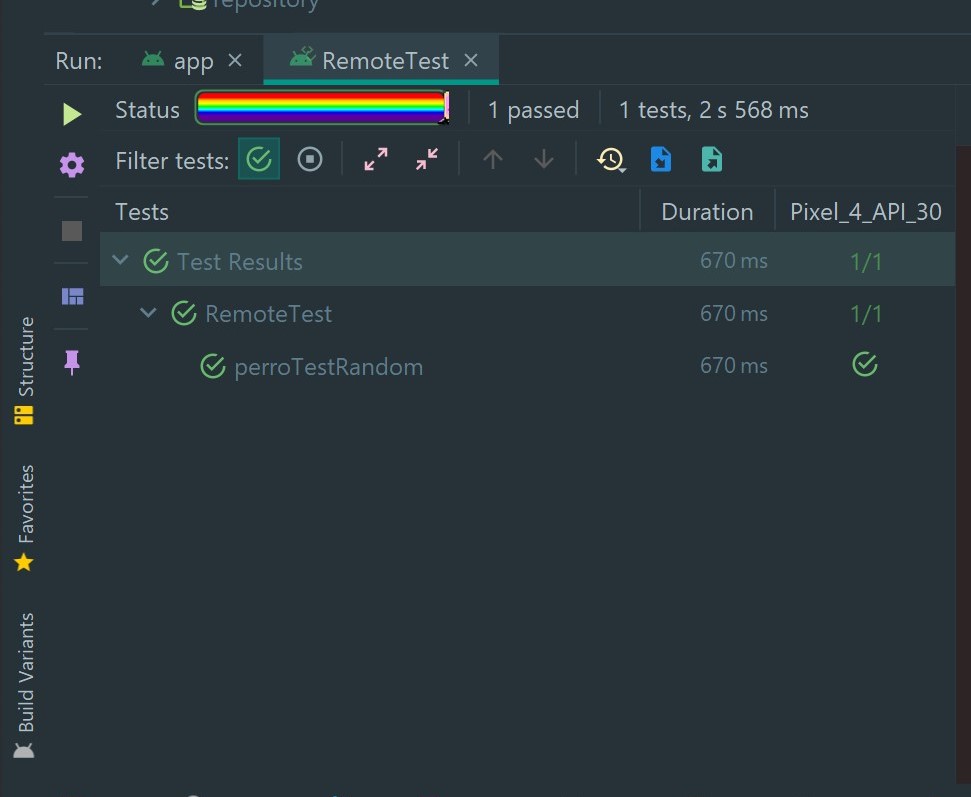 repository
Run: app RemoteTest
Status 1 passed 1 tests, 2 s 568 ms
Filter tests:
Tests Duration Pixel_4_API_30
Test Results 670 ms 1/1
RemoteTest 670 ms 1/1
perroTestRandom 670 ms
Structure
Favorites
Build Variants